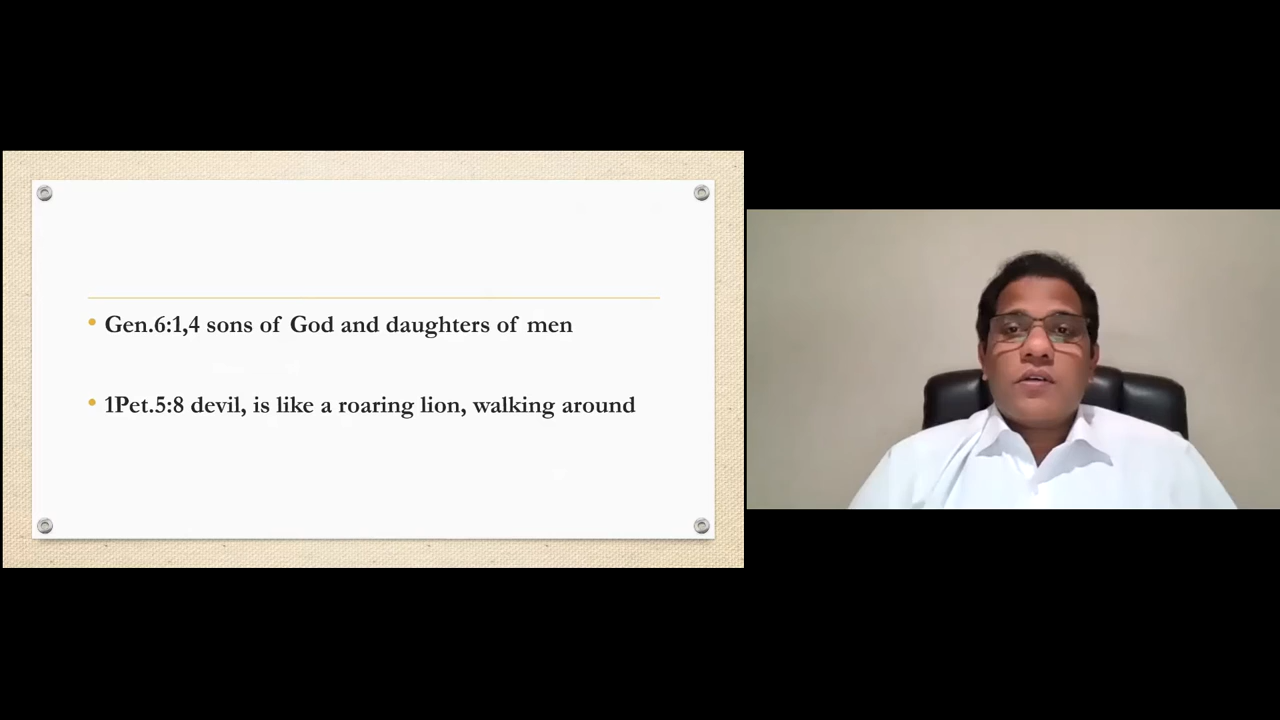 Gen.6:1,4 sons of God and daughters of men
1Pet.5:8 devil, is like a roaring lion, walking around